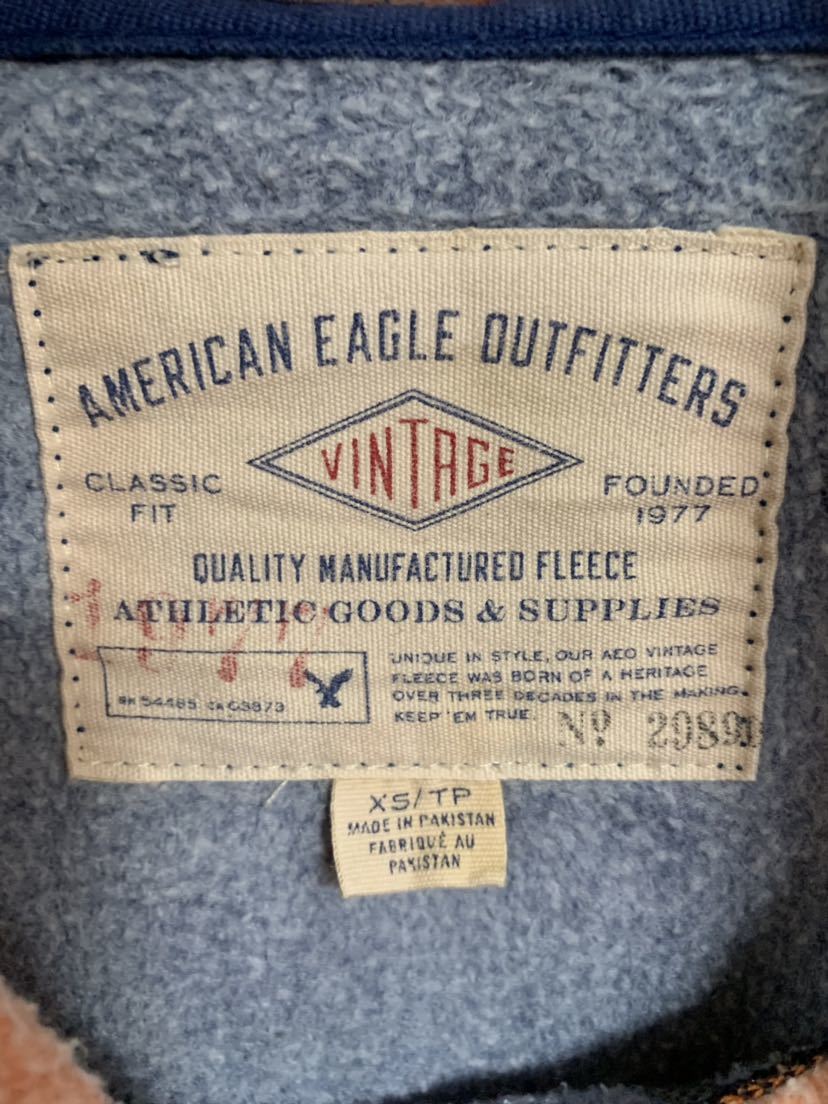 AMERICAN EAGLE OUTFITTERS
VINTAGE
CLASSIC FIT
FOUNDED 1977
QUALITY MANUFACTURED FLEECE
ATHLETIC GOODS & SUPPLIES
RN 54485 CA 03873
UNIQUE IN STYLE, OUR AEO VINTAGE
FLEECE WAS BORN OF A HERITAGE
OVER THREE DECADES IN THE MAKING.
KEEP 'EM TRUE.
Nº
XS/TP
MADE IN PAKISTAN
FABRIQUÉ AU
PAKISTAN